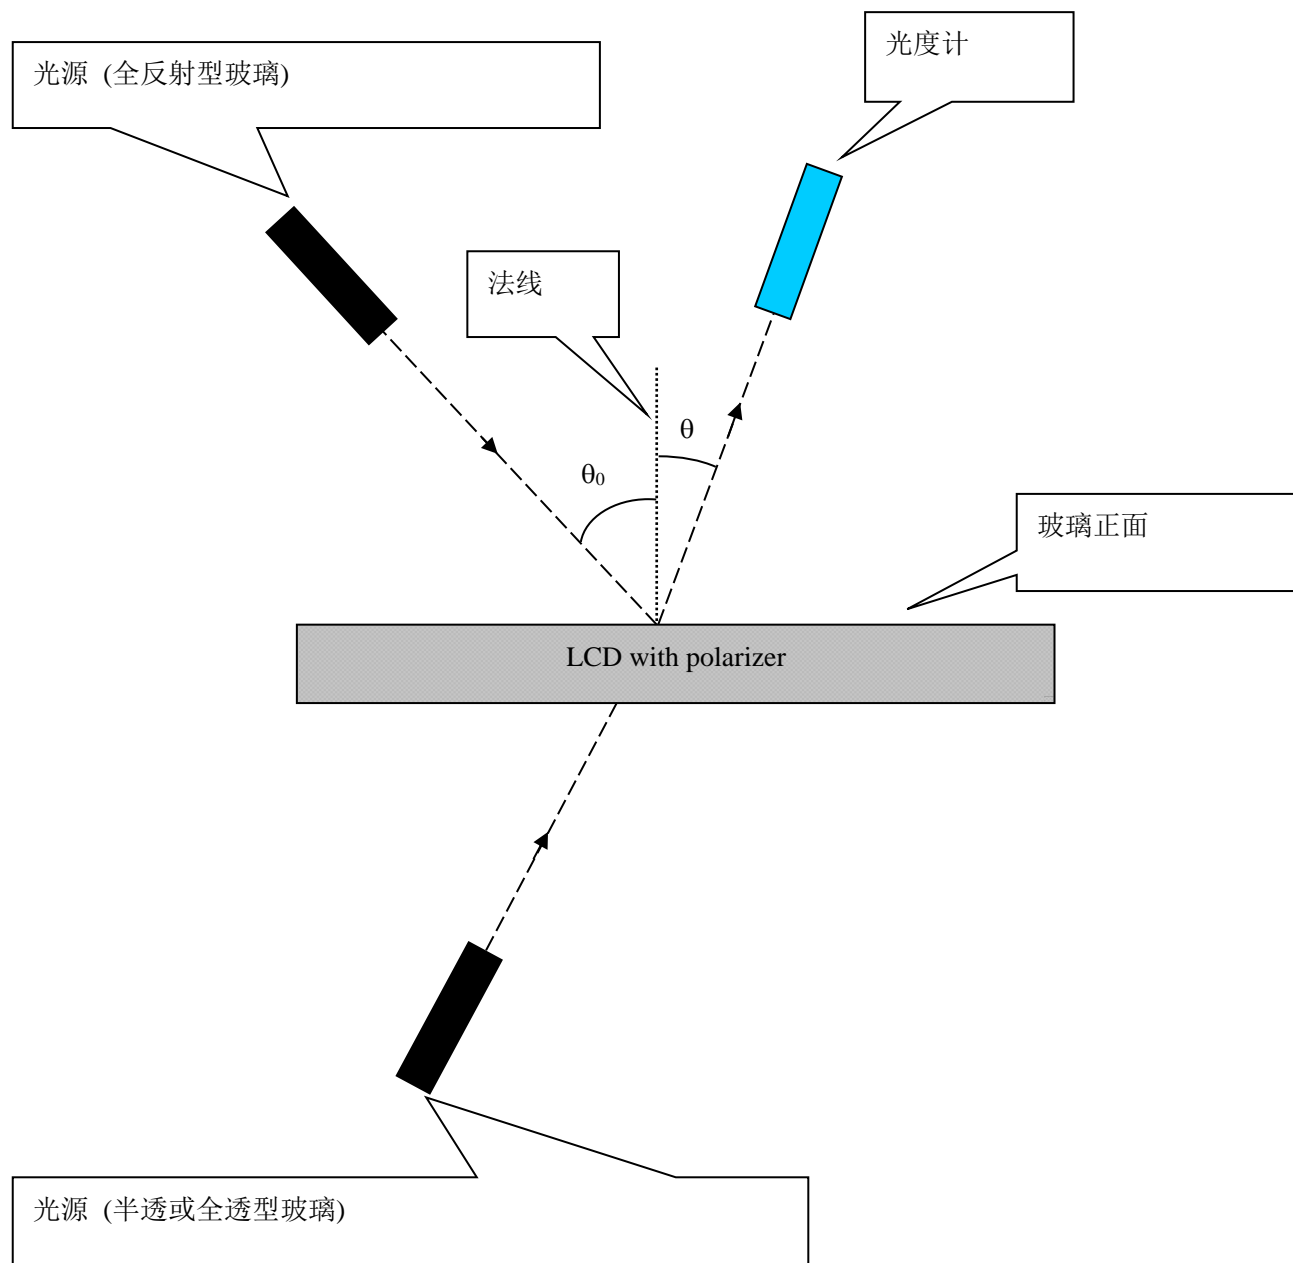 光度计
光源 (全反射型玻璃)
法线
θ
θ₀
玻璃正面
LCD with polarizer
光源 (半透或全透型玻璃)